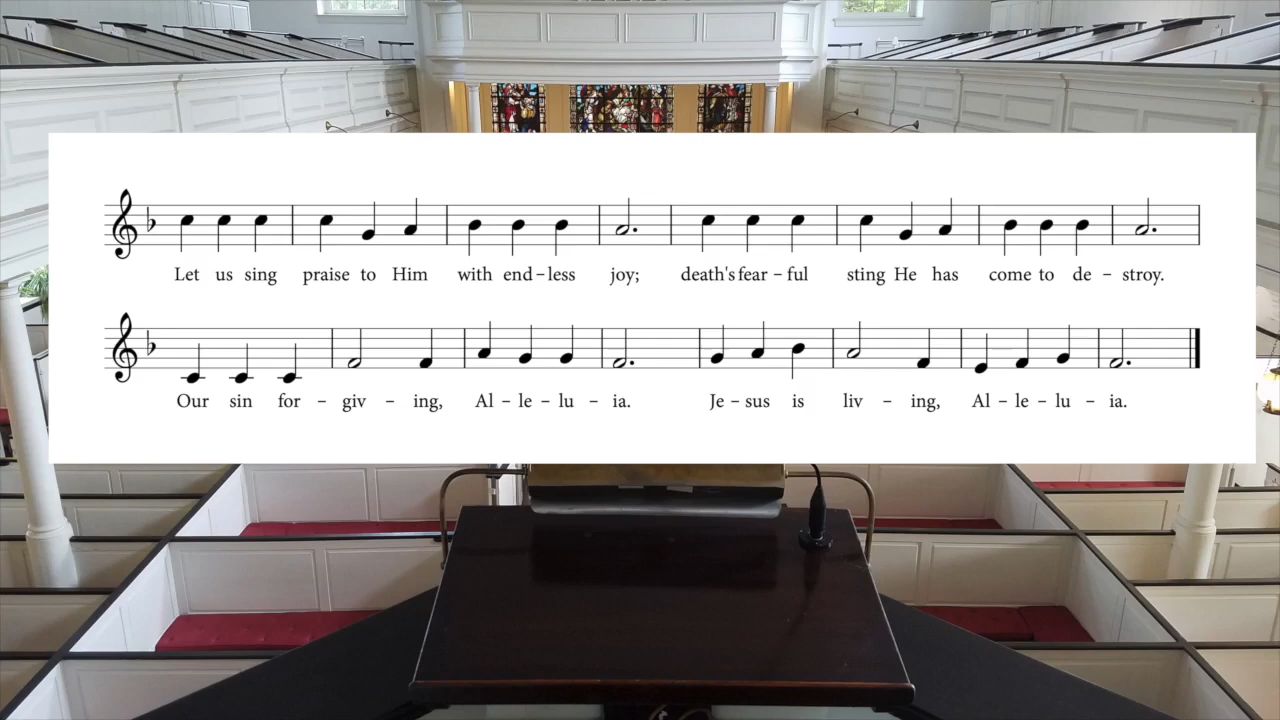 Let us sing praise to Him with end–less joy; death's fear – ful sting He has come to de – stroy.
Our sin for – giv – ing, Al – le – lu – ia. Je – sus is liv – ing, Al – le – lu – ia.